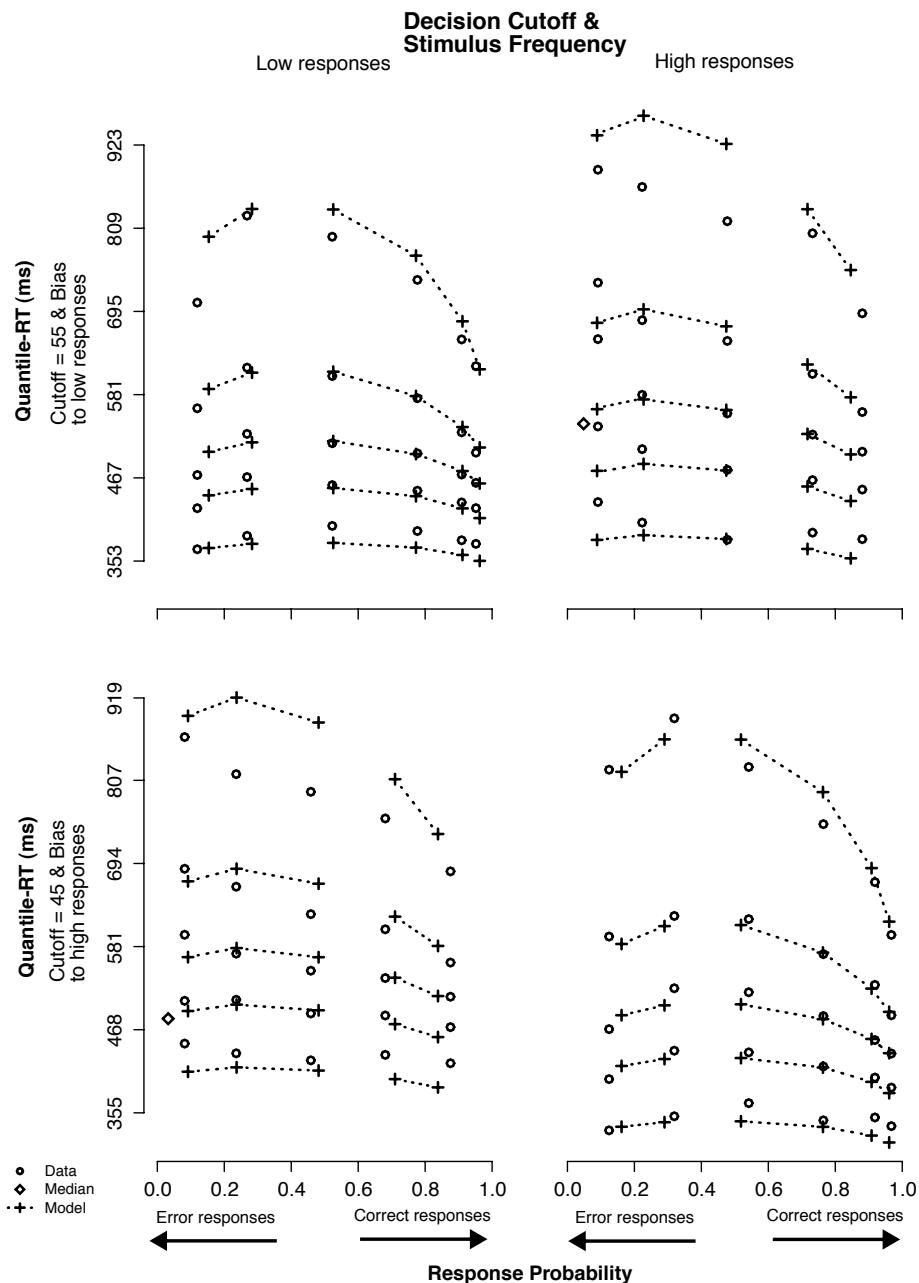 Decision Cutoff &
Stimulus Frequency
Low responses
High responses
Quantile-RT (ms)
Cutoff = 55 & Bias
to low responses
923
809
695
581
467
353
Quantile-RT (ms)
Cutoff = 45 & Bias
to high responses
919
807
694
581
468
355
Data
Median
Model
0.0 0.2 0.4 0.6 0.8 1.0
0.0 0.2 0.4 0.6 0.8 1.0
Error responses
Correct responses
Error responses
Correct responses
Response Probability